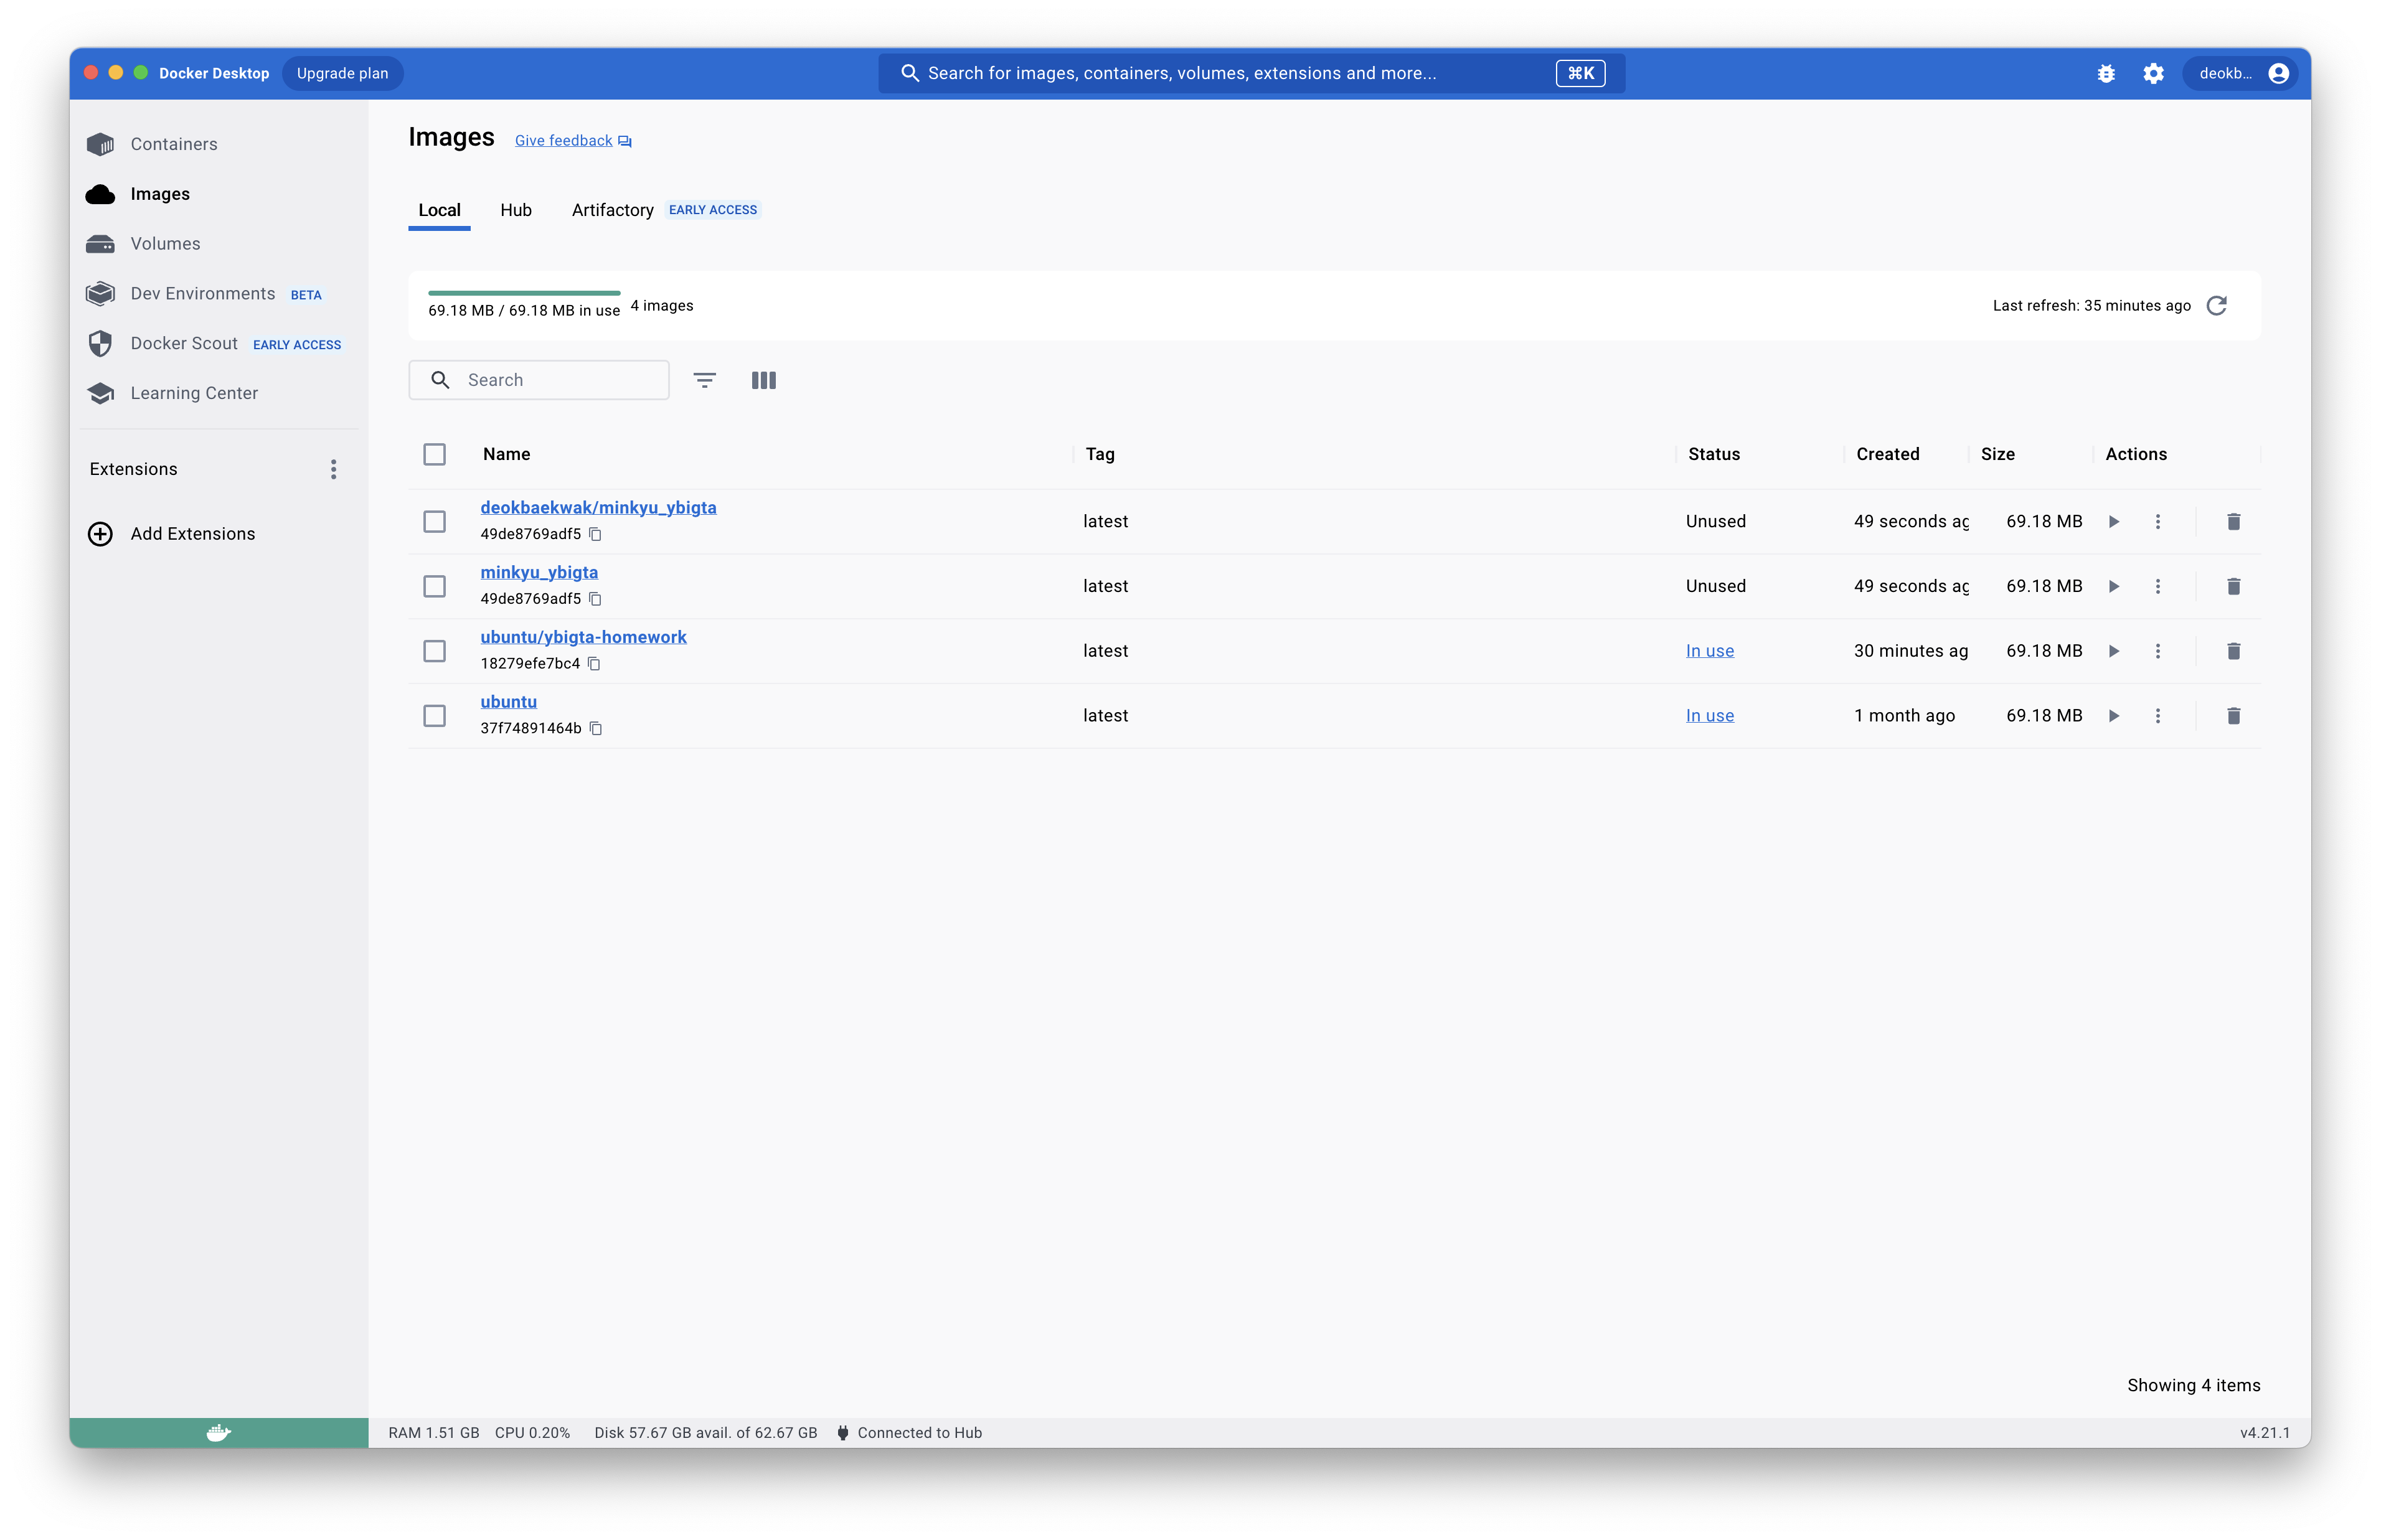 Docker Desktop Upgrade plan Search for images, containers, volumes, extensions and more... ⌘K deokb...
Containers
Images
Volumes
Dev Environments BETA
Docker Scout EARLY ACCESS
Learning Center
Extensions
Add Extensions
Images Give feedback
Local Hub Artifactory EARLY ACCESS
69.18 MB / 69.18 MB in use 4 images Last refresh: 35 minutes ago
Search
Name Tag Status Created Size Actions
deokbaekwak/minkyu_ybigta
49de8769adf5
latest Unused 49 seconds ag 69.18 MB
minkyu_ybigta
49de8769adf5
latest Unused 49 seconds ag 69.18 MB
ubuntu/ybigta-homework
18279efe7bc4
latest In use 30 minutes ag 69.18 MB
ubuntu
37f74891464b
latest In use 1 month ago 69.18 MB
Showing 4 items
RAM 1.51 GB CPU 0.20% Disk 57.67 GB avail. of 62.67 GB Connected to Hub v4.21.1